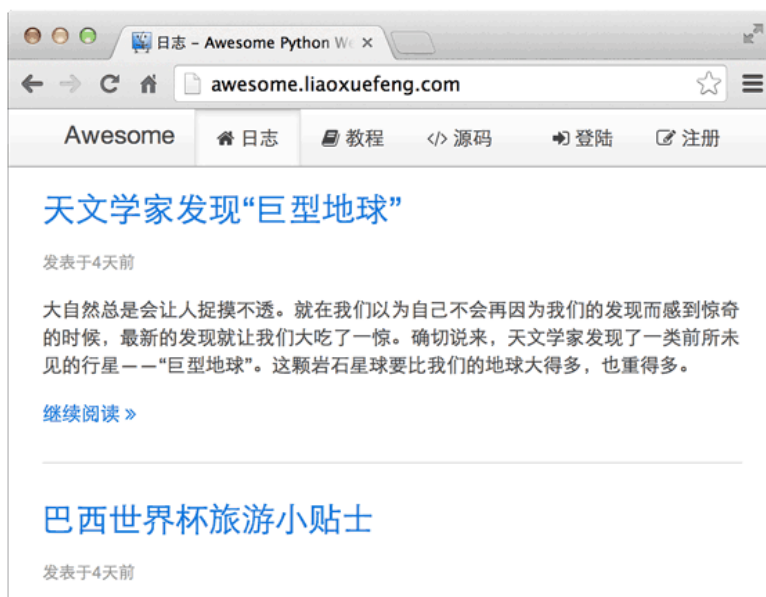 日志 - Awesome Python W
awesome.liaoxuefeng.com
Awesome 日志 教程 </> 源码 登陆 注册
天文学家发现“巨型地球”
发表于4天前
大自然总是会让人捉摸不透。就在我们以为自己不会再因为我们的发现而感到惊奇
的时候，最新的发现就让我们大吃了一惊。确切说来，天文学家发现了一类前所未
见的行星——“巨型地球”。这颗岩石星球要比我们的地球大得多，也重得多。
继续阅读 »
巴西世界杯旅游小贴士
发表于4天前